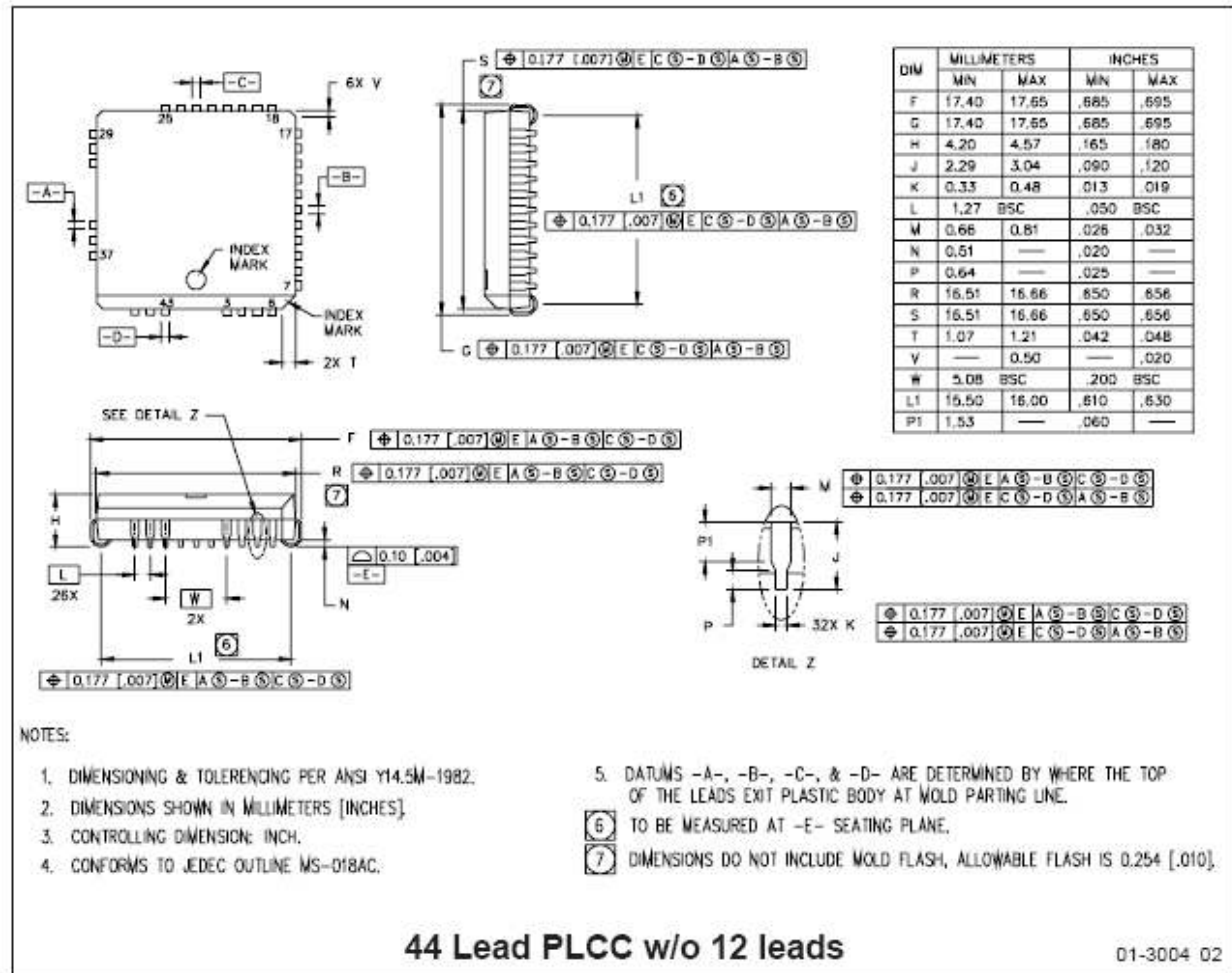 S ⌖ 0.177 [.007] Ⓜ E C Ⓢ -D Ⓢ A Ⓢ -B Ⓢ
7
-C-
6X V
25
18
29
17
-B-
-A-
L1 6
⌖ 0.177 [.007] Ⓜ E C Ⓢ -D Ⓢ A Ⓢ -B Ⓢ
37
INDEX
MARK
7
43
3
6
INDEX
MARK
-D-
2X T
G ⌖ 0.177 [.007] Ⓜ E C Ⓢ -D Ⓢ A Ⓢ -B Ⓢ
DIM MILLIMETERS INCHES
MIN MAX MIN MAX
F 17.40 17.65 .685 .695
G 17.40 17.65 .685 .695
H 4.20 4.57 .165 .180
J 2.29 3.04 .090 .120
K 0.33 0.48 .013 .019
L 1.27 BSC .050 BSC
M 0.66 0.81 .026 .032
N 0.51 — .020 —
P 0.64 — .025 —
R 16.51 16.66 .650 .656
S 16.51 16.66 .650 .656
T 1.07 1.21 .042 .048
V — 0.50 — .020
W 5.08 BSC .200 BSC
L1 15.50 16.00 .610 .630
P1 1.53 — .060 —
SEE DETAIL Z
F ⌖ 0.177 [.007] Ⓜ E A Ⓢ -B Ⓢ C Ⓢ -D Ⓢ
R ⌖ 0.177 [.007] Ⓜ E A Ⓢ -B Ⓢ C Ⓢ -D Ⓢ
7
H
⌓ 0.10 [.004]
-E-
L
26X
W
2X
N
L1 6
⌖ 0.177 [.007] Ⓜ E A Ⓢ -B Ⓢ C Ⓢ -D Ⓢ
M ⌖ 0.177 [.007] Ⓜ E A Ⓢ -B Ⓢ C Ⓢ -D Ⓢ
⌖ 0.177 [.007] Ⓜ E C Ⓢ -D Ⓢ A Ⓢ -B Ⓢ
P1
J
P
32X K
⌖ 0.177 [.007] Ⓜ E A Ⓢ -B Ⓢ C Ⓢ -D Ⓢ
⌖ 0.177 [.007] Ⓜ E C Ⓢ -D Ⓢ A Ⓢ -B Ⓢ
DETAIL Z
NOTES:
1. DIMENSIONING & TOLERENCING PER ANSI Y14.5M-1982.
2. DIMENSIONS SHOWN IN MILLIMETERS [INCHES].
3. CONTROLLING DIMENSION: INCH.
4. CONFORMS TO JEDEC OUTLINE MS-018AC.
5. DATUMS -A-, -B-, -C-, & -D- ARE DETERMINED BY WHERE THE TOP
OF THE LEADS EXIT PLASTIC BODY AT MOLD PARTING LINE.
6 TO BE MEASURED AT -E- SEATING PLANE.
7 DIMENSIONS DO NOT INCLUDE MOLD FLASH, ALLOWABLE FLASH IS 0.254 [.010].
44 Lead PLCC w/o 12 leads
01-3004 02